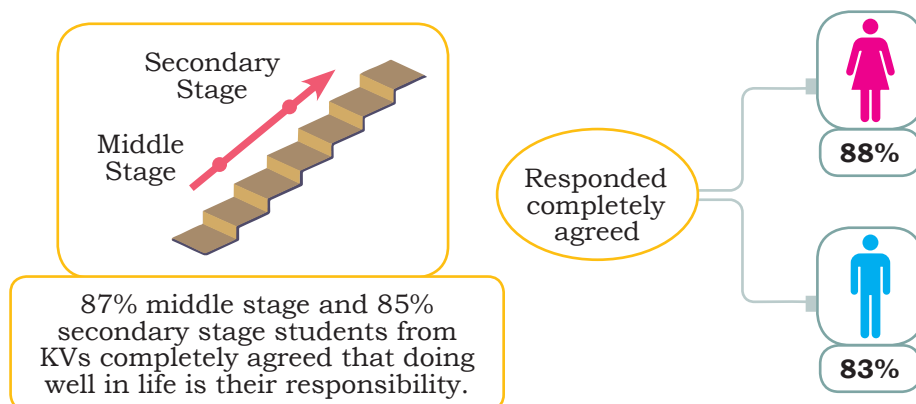 Secondary
Stage
Middle
Stage
87% middle stage and 85%
secondary stage students from
KVs completely agreed that doing
well in life is their responsibility.
Responded
completely
agreed
88%
83%